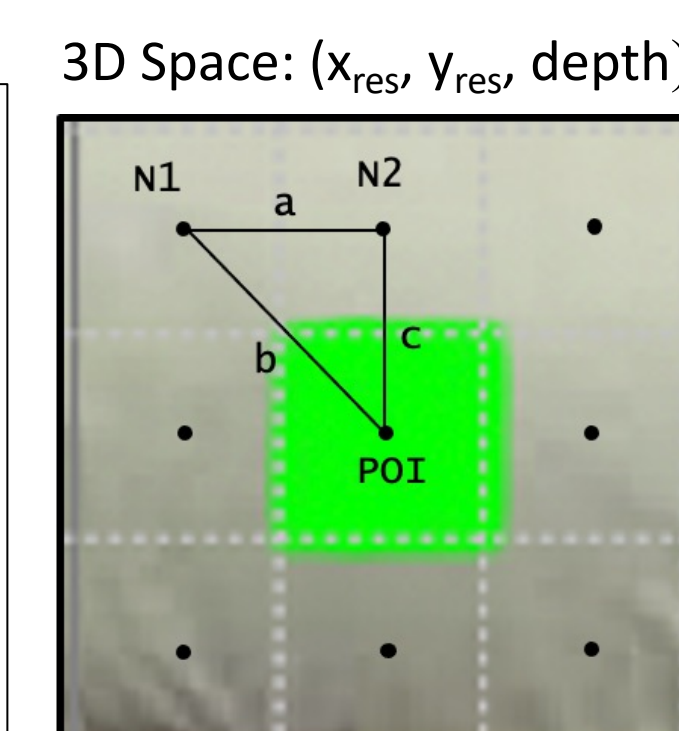 3D Space: (xres, yres, depth)
N1
N2
a
b
c
POI